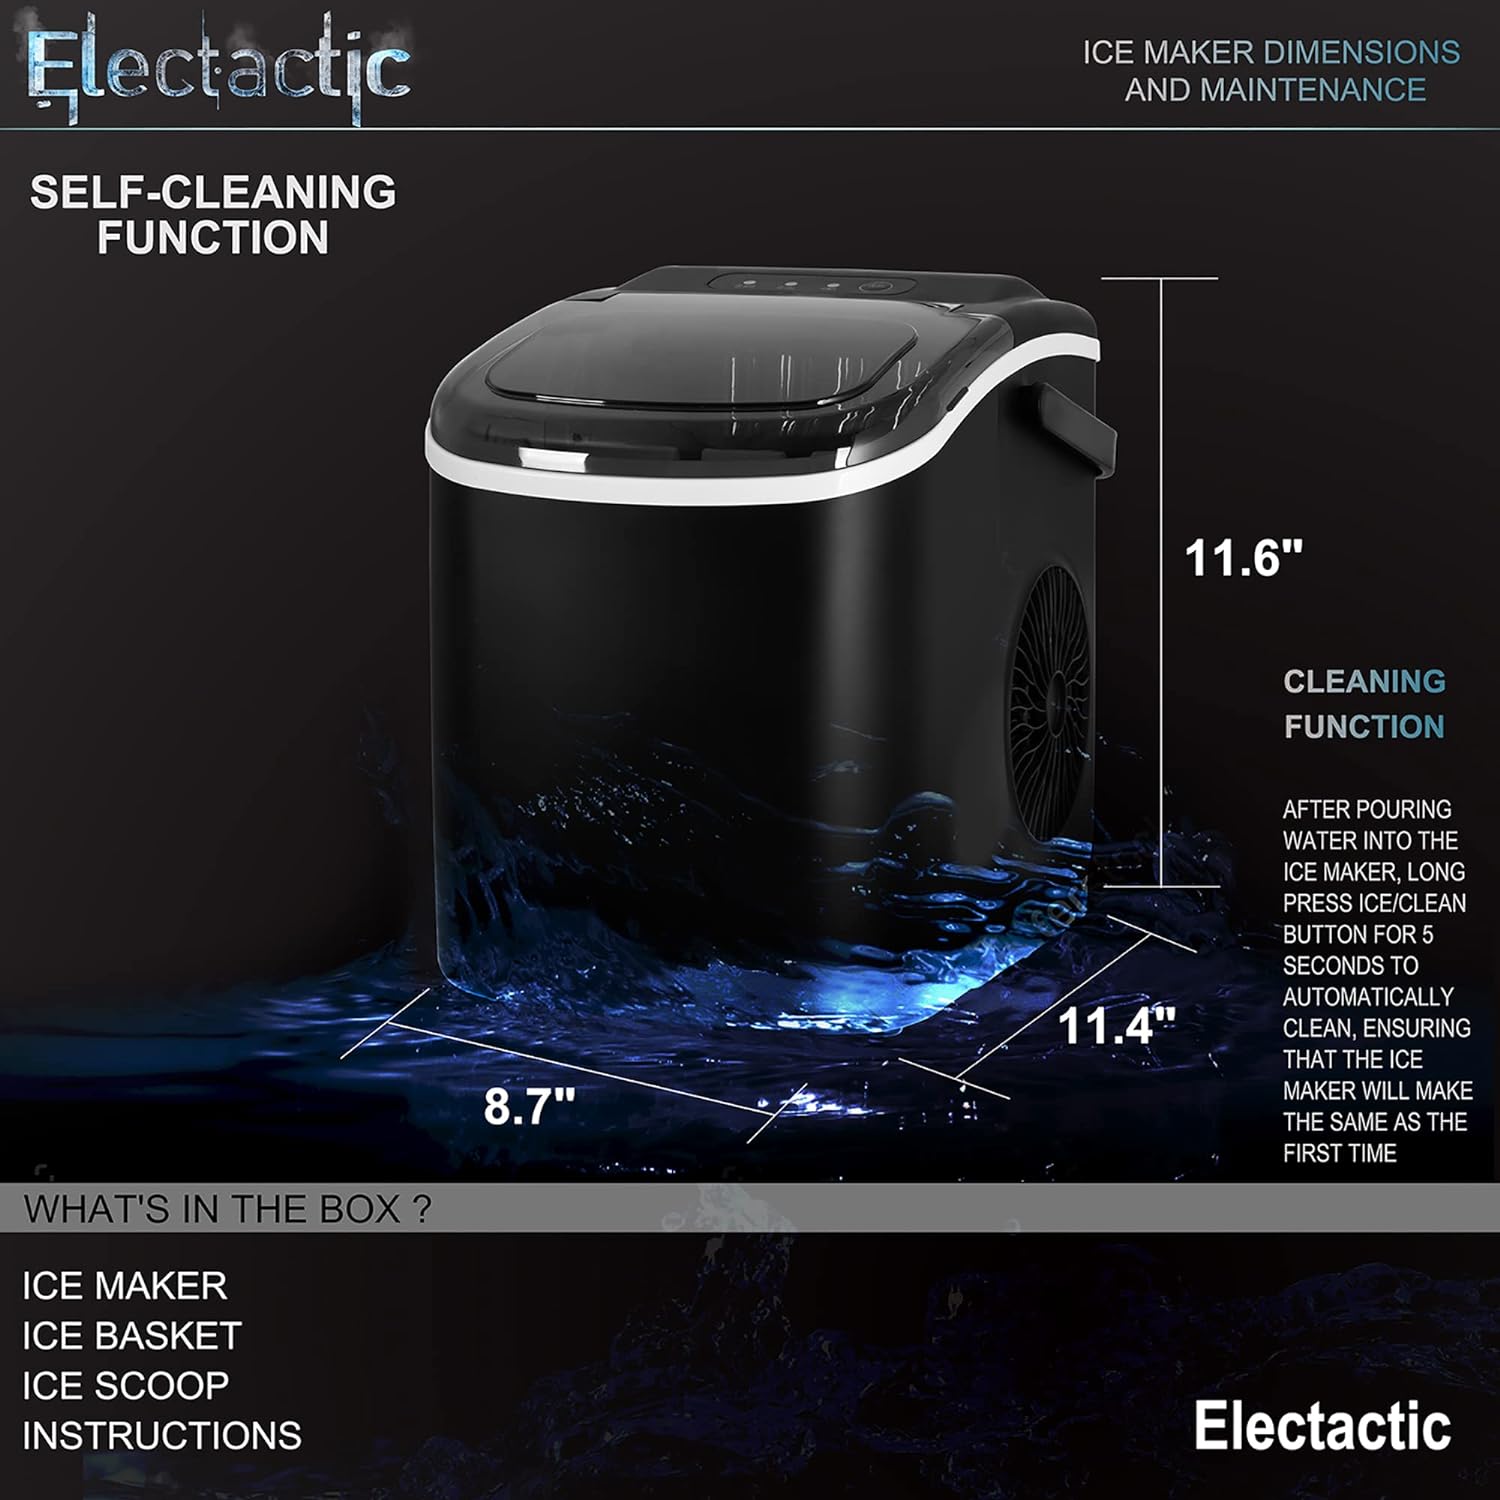 Electactic
ICE MAKER DIMENSIONS
AND MAINTENANCE
SELF-CLEANING
FUNCTION
11.6"
CLEANING
FUNCTION
AFTER POURING
WATER INTO THE
ICE MAKER, LONG
PRESS ICE/CLEAN
BUTTON FOR 5
SECONDS TO
AUTOMATICALLY
CLEAN, ENSURING
THAT THE ICE
MAKER WILL MAKE
THE SAME AS THE
FIRST TIME
11.4"
8.7"
WHAT'S IN THE BOX ?
ICE MAKER
ICE BASKET
ICE SCOOP
INSTRUCTIONS
Electactic